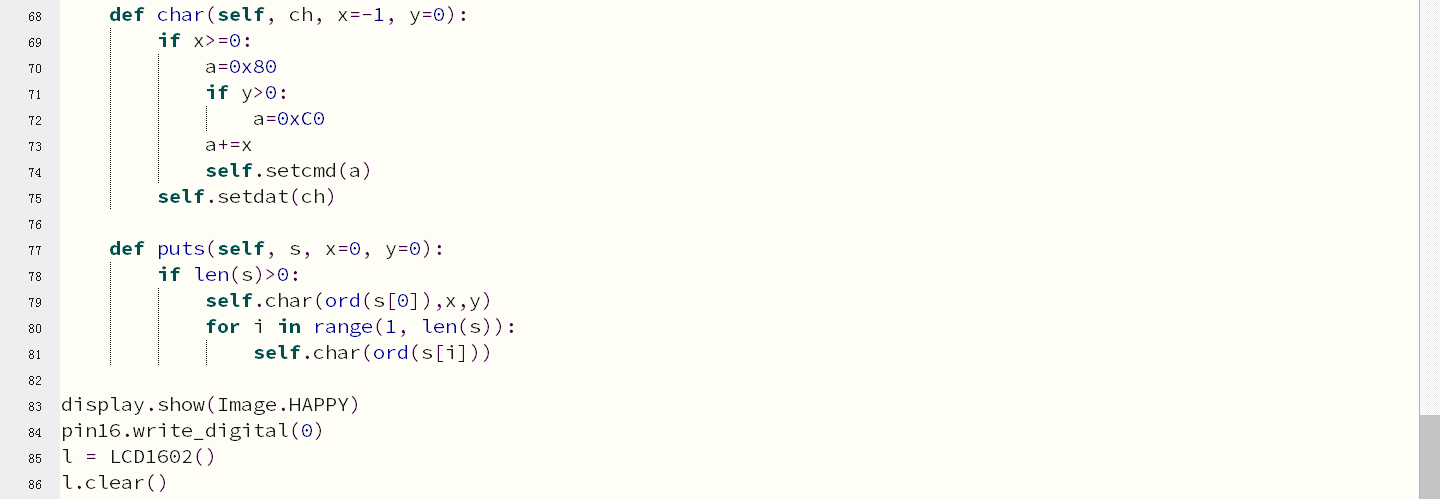 68 def char(self, ch, x=-1, y=0):
69 if x>=0:
70 a=0x80
71 if y>0:
72 a=0xC0
73 a+=x
74 self.setcmd(a)
75 self.setdat(ch)
76
77 def puts(self, s, x=0, y=0):
78 if len(s)>0:
79 self.char(ord(s[0]),x,y)
80 for i in range(1, len(s)):
81 self.char(ord(s[i]))
82
83 display.show(Image.HAPPY)
84 pin16.write_digital(0)
85 l = LCD1602()
86 l.clear()